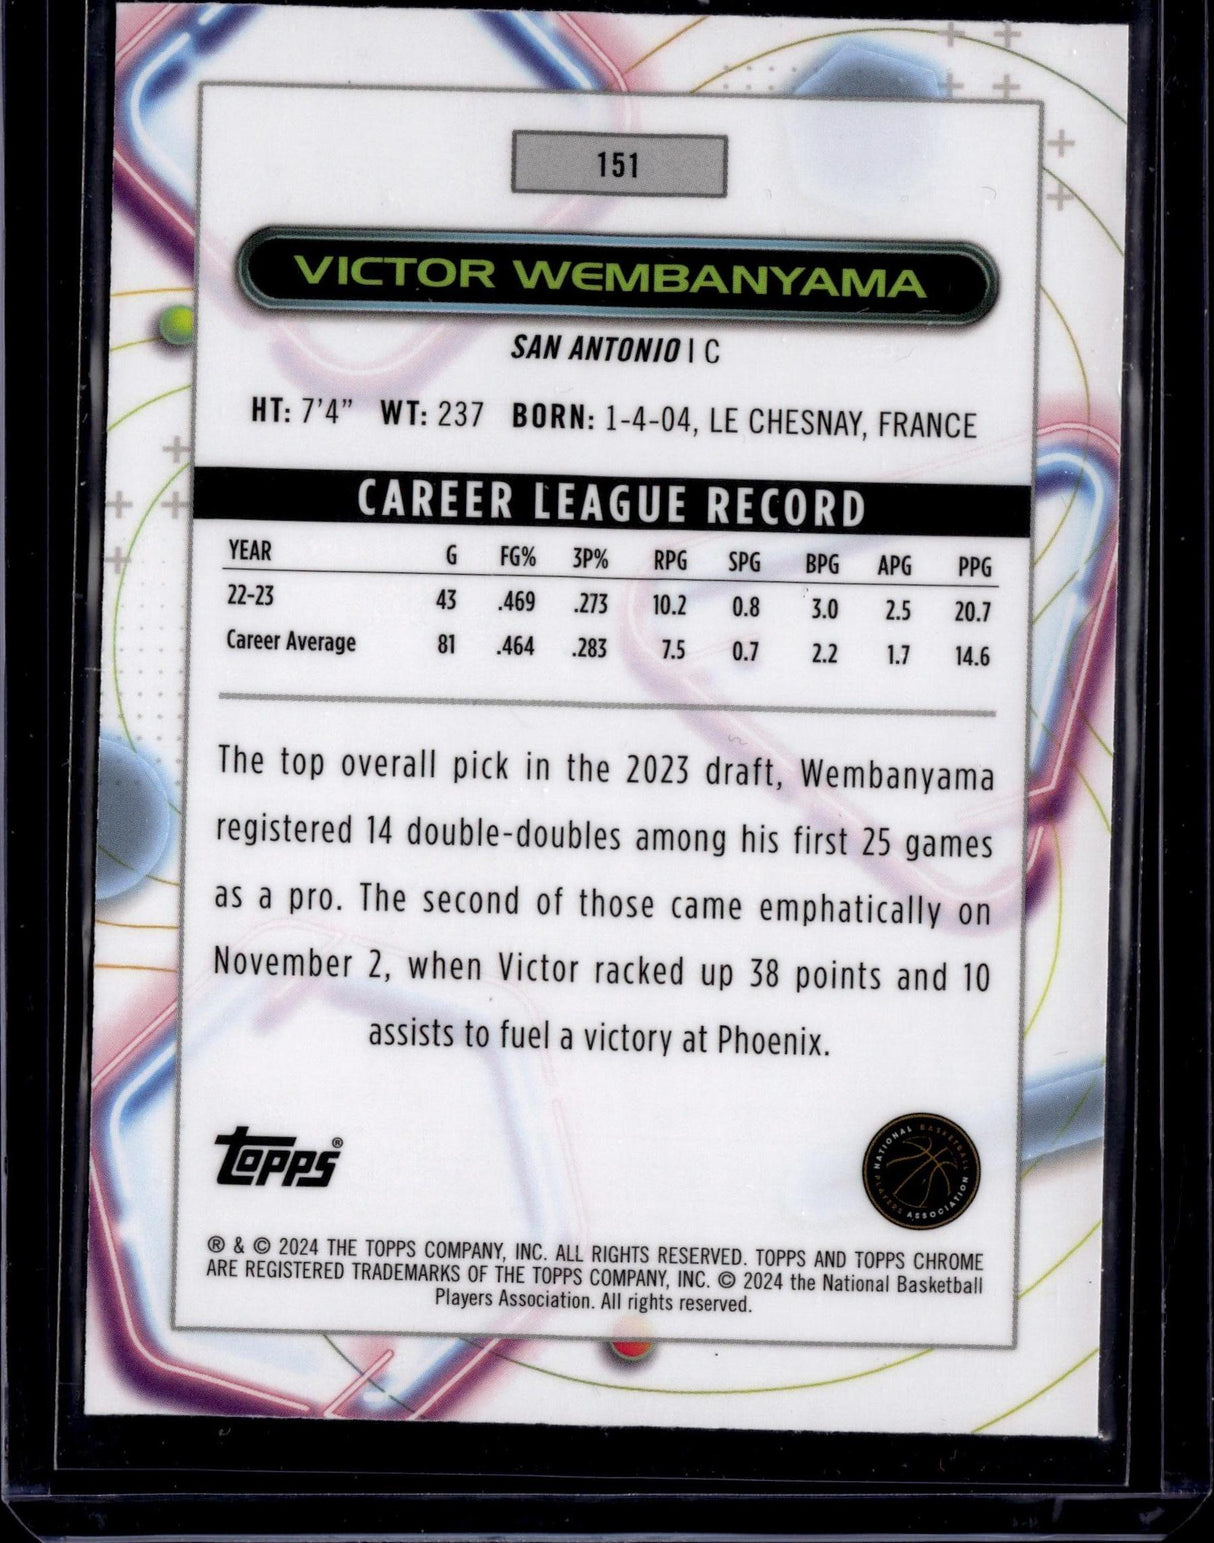 151
VICTOR WEMBANYAMA
SAN ANTONIO | C
HT: 7'4” WT: 237 BORN: 1-4-04, LE CHESNAY, FRANCE
CAREER LEAGUE RECORD
YEAR G FG% 3P% RPG SPG BPG APG PPG
22-23 43 .469 .273 10.2 0.8 3.0 2.5 20.7
Career Average 81 .464 .283 7.5 0.7 2.2 1.7 14.6
The top overall pick in the 2023 draft, Wembanyama
registered 14 double-doubles among his first 25 games
as a pro. The second of those came emphatically on
November 2, when Victor racked up 38 points and 10
assists to fuel a victory at Phoenix.
topps®
NATIONAL BASKETBALL PLAYERS ASSOCIATION
® & © 2024 THE TOPPS COMPANY, INC. ALL RIGHTS RESERVED. TOPPS AND TOPPS CHROME
ARE REGISTERED TRADEMARKS OF THE TOPPS COMPANY, INC. © 2024 the National Basketball
Players Association. All rights reserved.